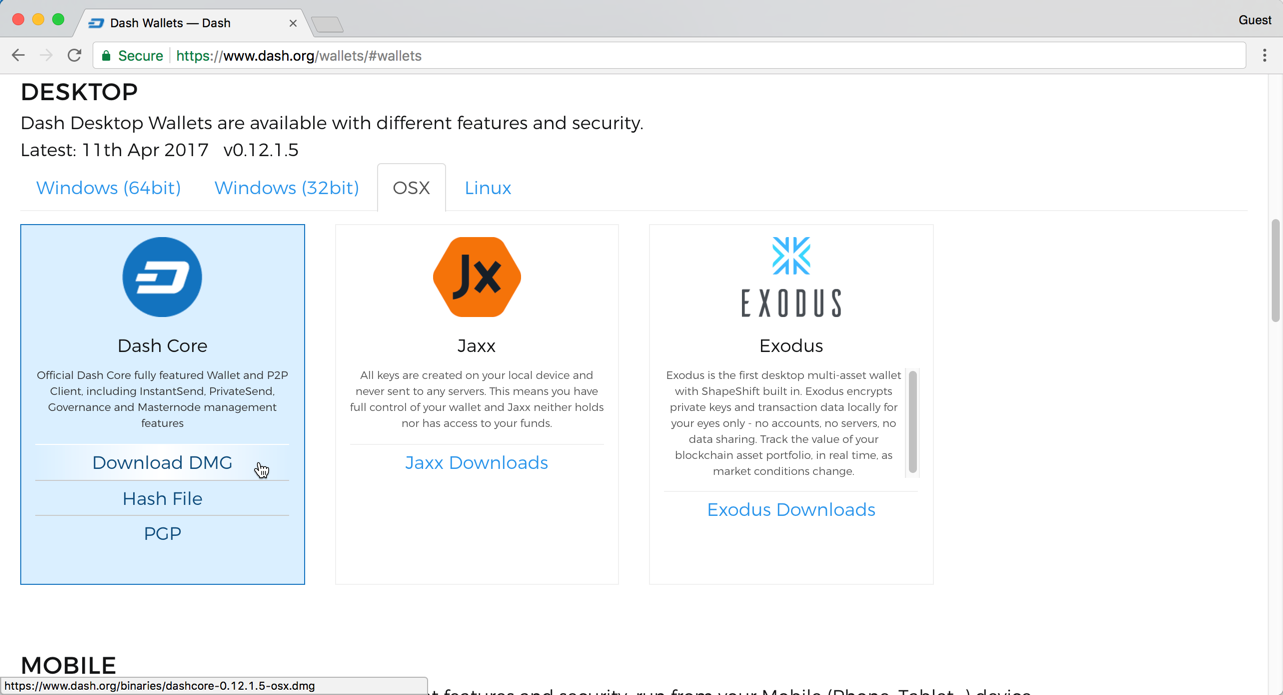 Dash Wallets — Dash
Guest
Secure https://www.dash.org/wallets/#wallets
DESKTOP
Dash Desktop Wallets are available with different features and security.
Latest: 11th Apr 2017 v0.12.1.5
Windows (64bit) Windows (32bit) OSX Linux
Dash Core
Official Dash Core fully featured Wallet and P2P
Client, including InstantSend, PrivateSend,
Governance and Masternode management
features
Download DMG
Hash File
PGP
Jx
Jaxx
All keys are created on your local device and
never sent to any servers. This means you have
full control of your wallet and Jaxx neither holds
nor has access to your funds.
Jaxx Downloads
EXODUS
Exodus
Exodus is the first desktop multi-asset wallet
with ShapeShift built in. Exodus encrypts
private keys and transaction data locally for
your eyes only - no accounts, no servers, no
data sharing. Track the value of your
blockchain asset portfolio, in real time, as
market conditions change.
Exodus Downloads
MOBILE
https://www.dash.org/binaries/dashcore-0.12.1.5-osx.dmg
t features and security, run from your Mobile (Phone, Tablet..) device